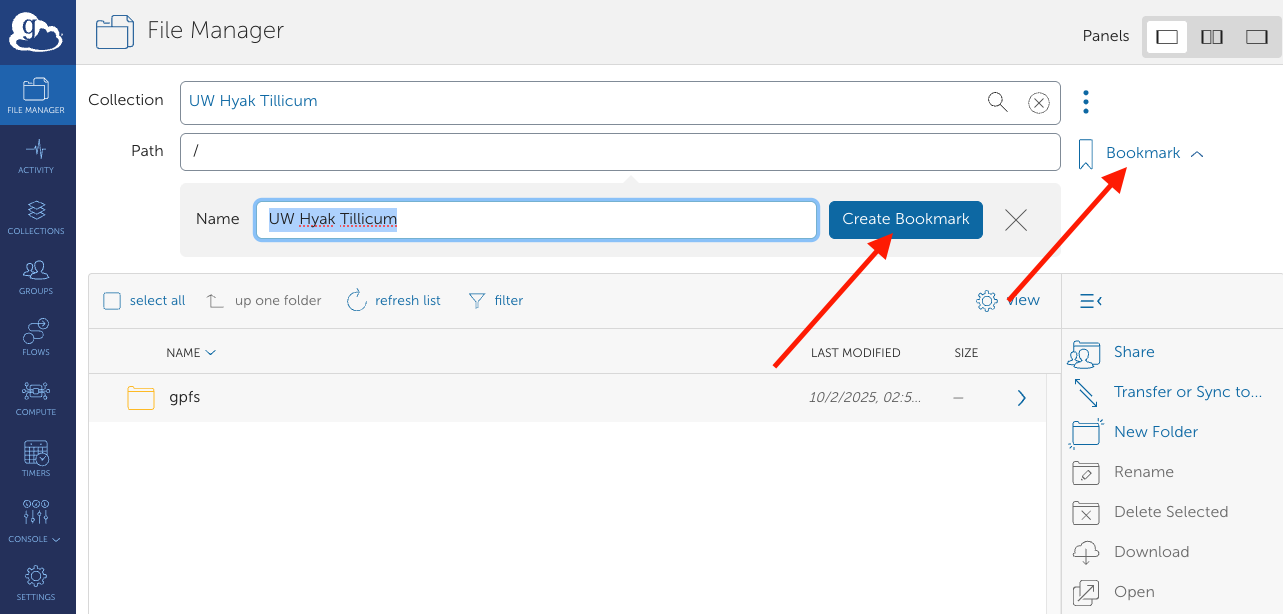 g
File Manager
Panels
FILE MANAGER
ACTIVITY
COLLECTIONS
GROUPS
FLOWS
COMPUTE
TIMERS
CONSOLE
SETTINGS
Collection UW Hyak Tillicum
Path /
Bookmark
Name UW Hyak Tillicum Create Bookmark
select all up one folder refresh list filter View
NAME LAST MODIFIED SIZE
gpfs 10/2/2025, 02:5... —
Share
Transfer or Sync to...
New Folder
Rename
Delete Selected
Download
Open